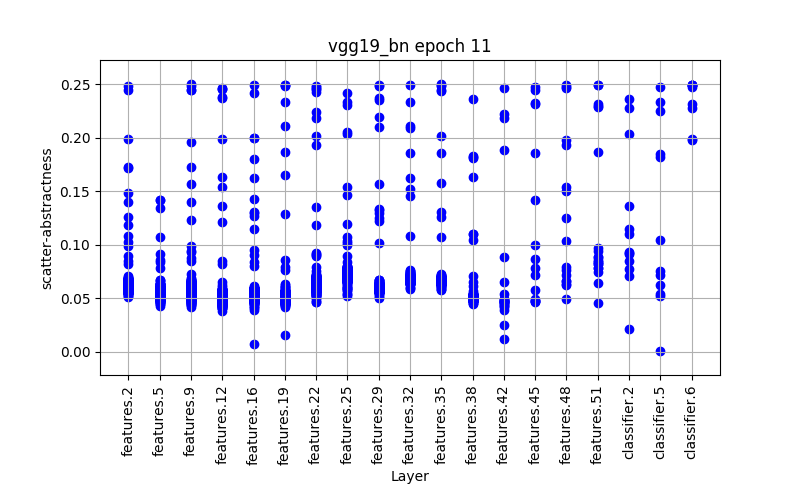 vgg19_bn epoch 11
scatter-abstractness
0.25
0.20
0.15
0.10
0.05
0.00
features.2
features.5
features.9
features.12
features.16
features.19
features.22
features.25
features.29
features.32
features.35
features.38
features.42
features.45
features.48
features.51
classifier.2
classifier.5
classifier.6
Layer